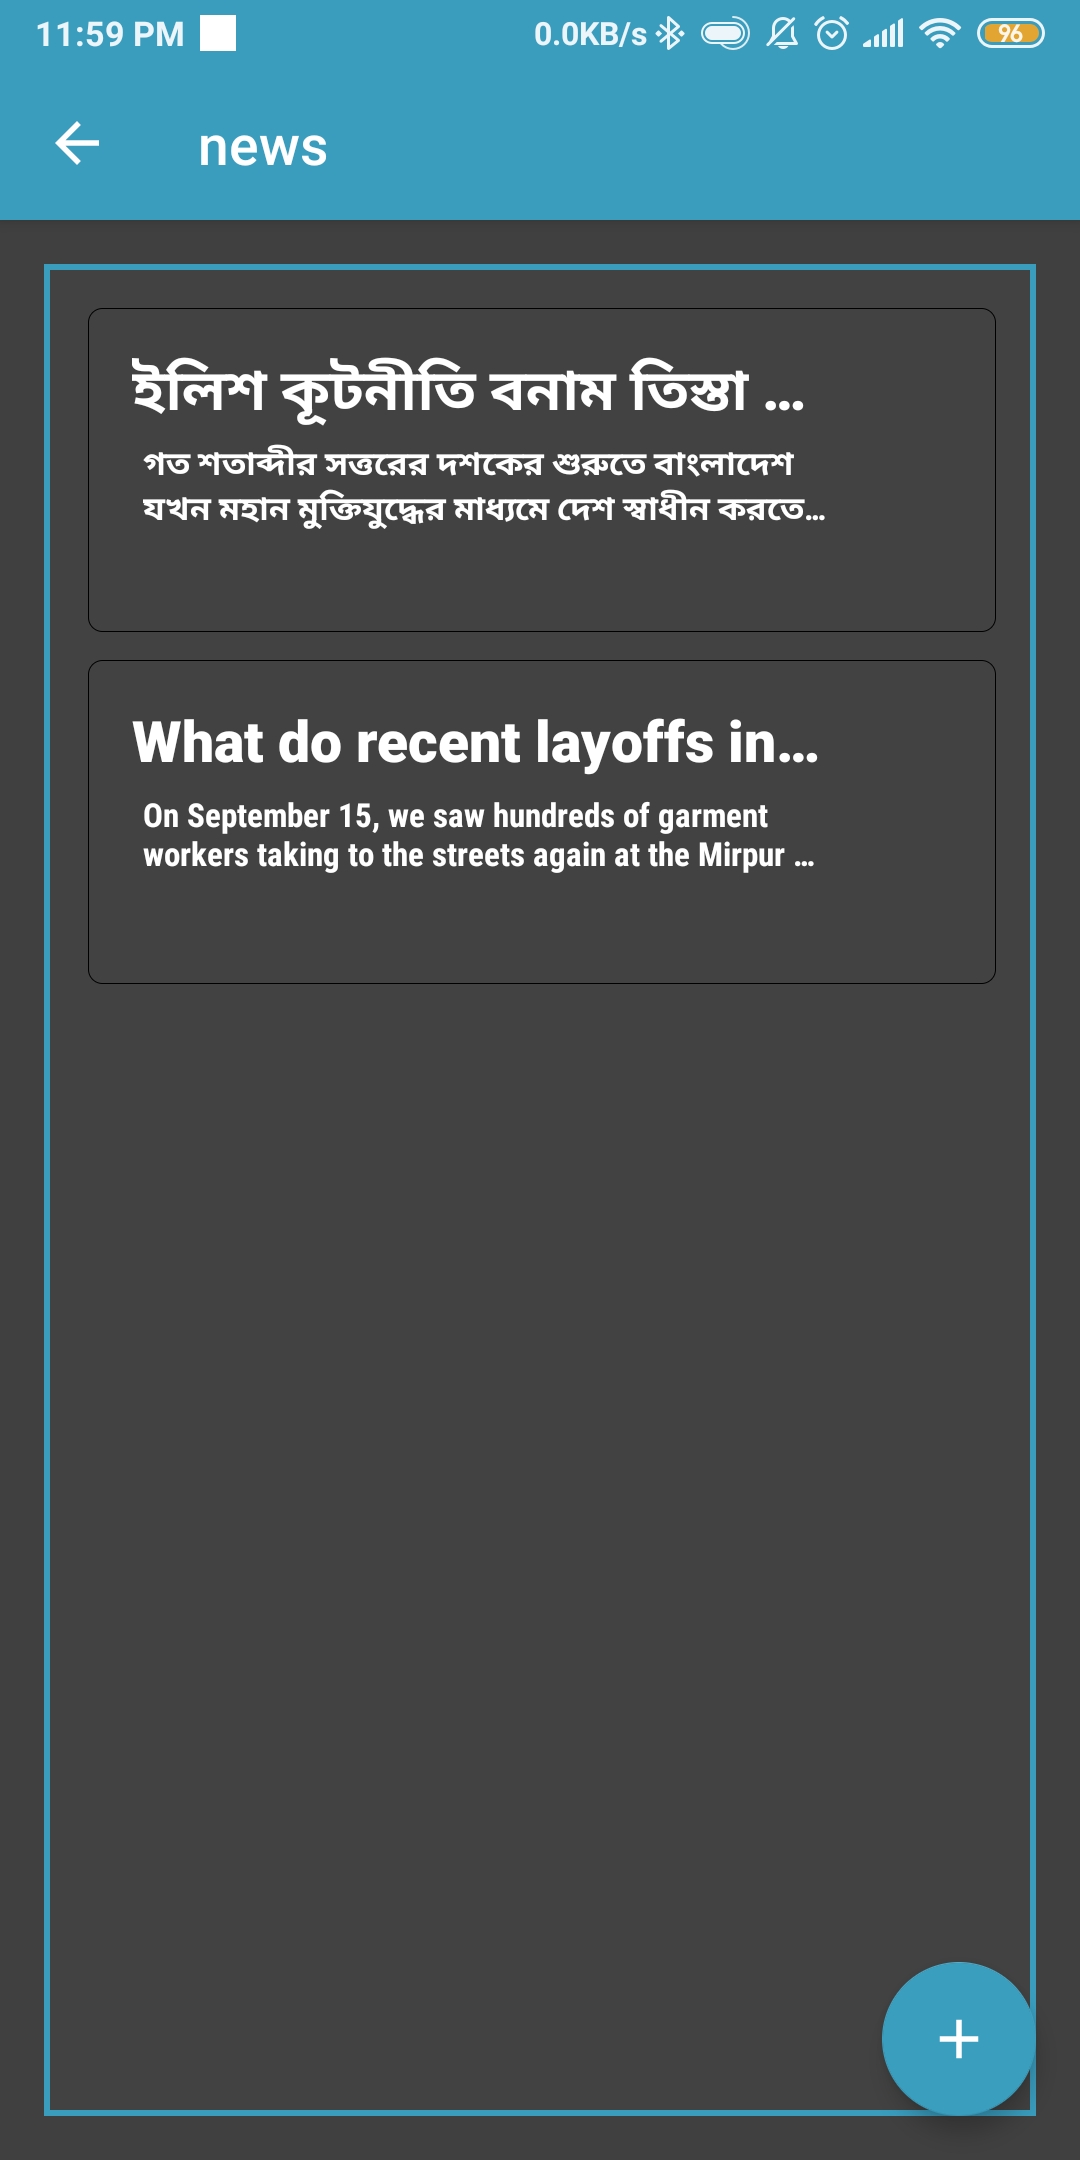 11:59 PM
0.0KB/s
96
news
ইলিশ কূটনীতি বনাম তিস্তা ...
গত শতাব্দীর সত্তরের দশকের শুরুতে বাংলাদেশ
যখন মহান মুক্তিযুদ্ধের মাধ্যমে দেশ স্বাধীন করতে...
What do recent layoffs in...
On September 15, we saw hundreds of garment
workers taking to the streets again at the Mirpur ...